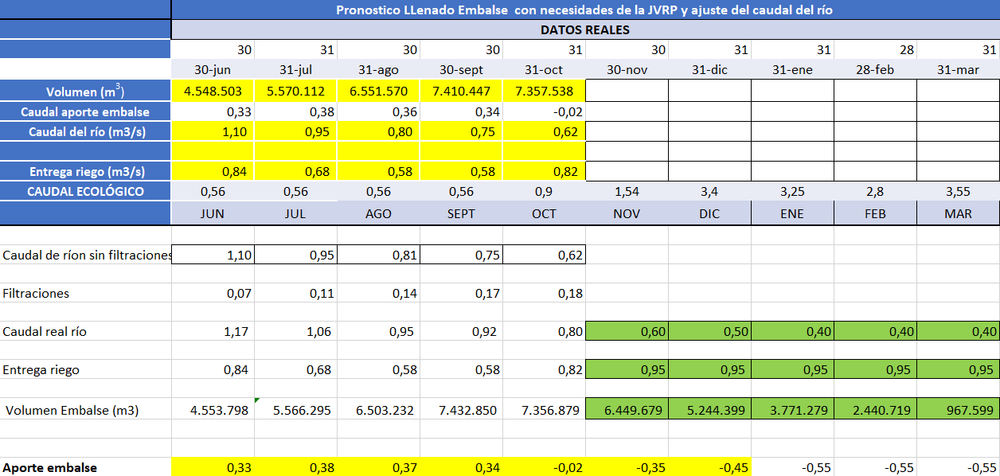 Pronostico LLenado Embalse con necesidades de la JVRP y ajuste del caudal del río
DATOS REALES
30 31 30 30 31 30 31 31 28 31
30-jun 31-jul 31-ago 30-sept 31-oct 30-nov 31-dic 31-ene 28-feb 31-mar
Volumen (m3) 4.548.503 5.570.112 6.551.570 7.410.447 7.357.538
Caudal aporte embalse 0,33 0,38 0,36 0,34 -0,02
Caudal del río (m3/s) 1,10 0,95 0,80 0,75 0,62
Entrega riego (m3/s) 0,84 0,68 0,58 0,58 0,82
CAUDAL ECOLÓGICO 0,56 0,56 0,56 0,56 0,9 1,54 3,4 3,25 2,8 3,55
JUN JUL AGO SEPT OCT NOV DIC ENE FEB MAR
Caudal de ríon sin filtraciones 1,10 0,95 0,81 0,75 0,62
Filtraciones 0,07 0,11 0,14 0,17 0,18
Caudal real río 1,17 1,06 0,95 0,92 0,80 0,60 0,50 0,40 0,40 0,40
Entrega riego 0,84 0,68 0,58 0,58 0,82 0,95 0,95 0,95 0,95 0,95
Volumen Embalse (m3) 4.553.798 5.566.295 6.503.232 7.432.850 7.356.879 6.449.679 5.244.399 3.771.279 2.440.719 967.599
Aporte embalse 0,33 0,38 0,37 0,34 -0,02 -0,35 -0,45 -0,55 -0,55 -0,55